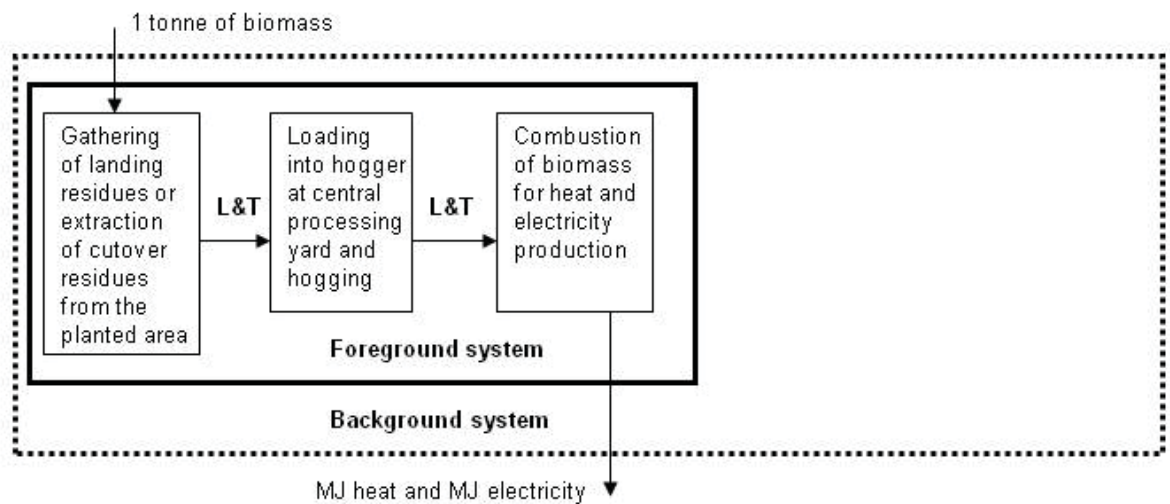 1 tonne of biomass
Gathering
of landing
residues or
extraction
of cutover
residues
from the
planted area
L&T
Loading
into hogger
at central
processing
yard and
hogging
L&T
Combustion
of biomass
for heat and
electricity
production
Foreground system
Background system
MJ heat and MJ electricity